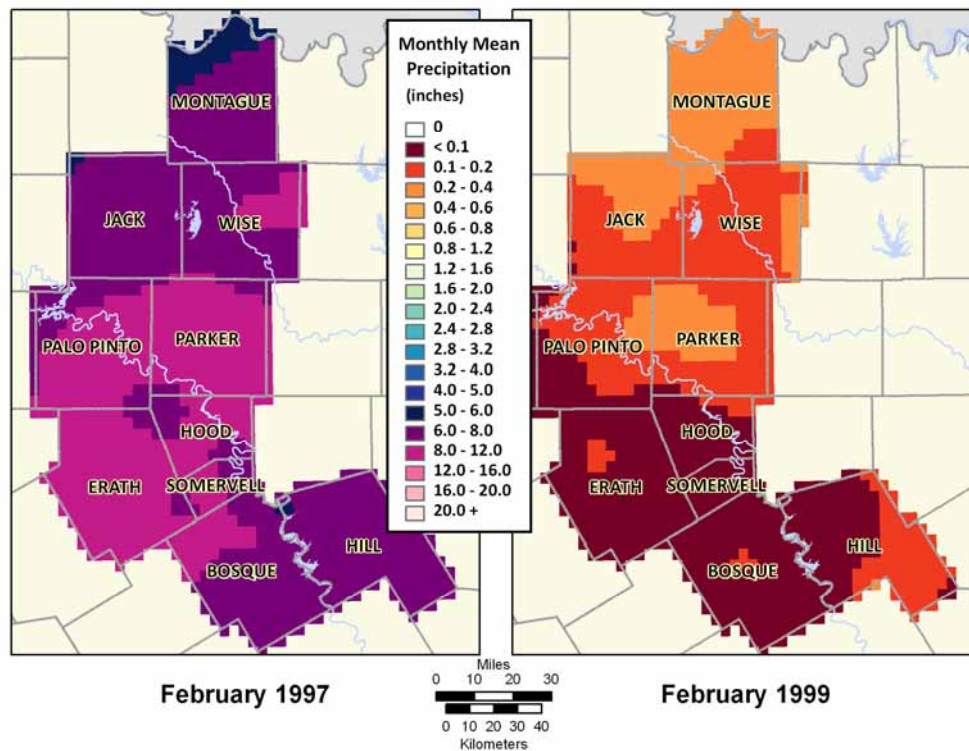 MONTAGUE
JACK
WISE
PALO PINTO
PARKER
HOOD
ERATH
SOMERVELL
BOSQUE
HILL
Monthly Mean
Precipitation
(inches)
0
< 0.1
0.1 - 0.2
0.2 - 0.4
0.4 - 0.6
0.6 - 0.8
0.8 - 1.2
1.2 - 1.6
1.6 - 2.0
2.0 - 2.4
2.4 - 2.8
2.8 - 3.2
3.2 - 4.0
4.0 - 5.0
5.0 - 6.0
6.0 - 8.0
8.0 - 12.0
12.0 - 16.0
16.0 - 20.0
20.0 +
MONTAGUE
JACK
WISE
PALO PINTO
PARKER
HOOD
ERATH
SOMERVELL
BOSQUE
HILL
February 1997
Miles
0 10 20 30
0 10 20 30 40
Kilometers
February 1999